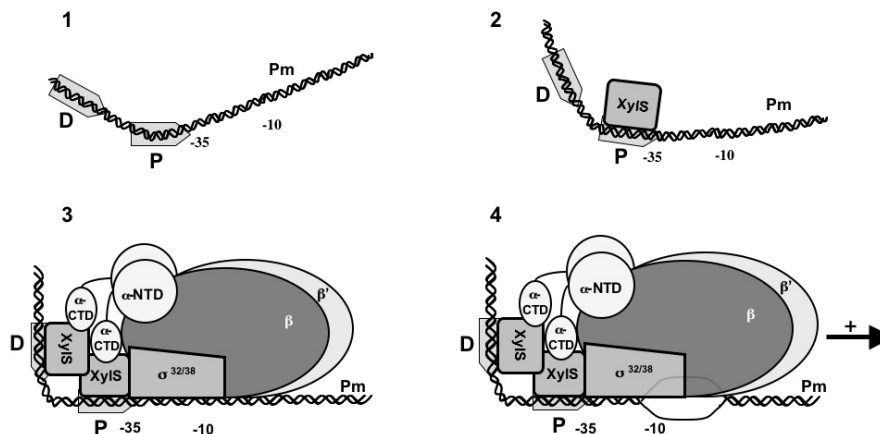 1
Pm
D
-10
-35
P
2
XylS
D
Pm
P
-35
-10
3
α-NTD
α-
CTD
β'
β
α-
CTD
D
XylS
XylS
σ 32/38
Pm
P
-35
-10
4
α-NTD
α-
CTD
β'
β
α-
CTD
+
D
XylS
XylS
σ 32/38
Pm
P
-35
-10